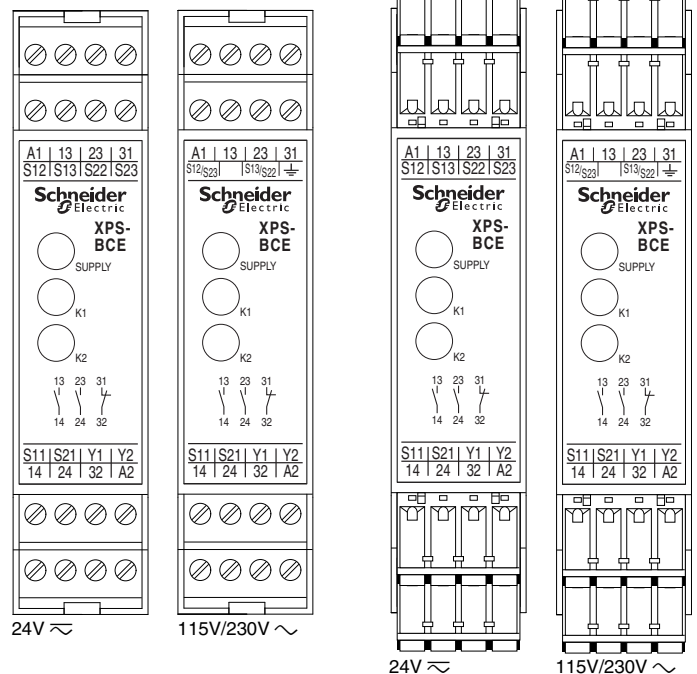 A1 13 23 31
S12 S13 S22 S23
Schneider
Electric
XPS-
BCE
SUPPLY
K1
K2
13 23 31
14 24 32
S11 S21 Y1 Y2
14 24 32 A2
24V ⏦
A1 13 23 31
S12/S23 S13/S22 ⏚
Schneider
Electric
XPS-
BCE
SUPPLY
K1
K2
13 23 31
14 24 32
S11 S21 Y1 Y2
14 24 32 A2
115V/230V ~
A1 13 23 31
S12 S13 S22 S23
Schneider
Electric
XPS-
BCE
SUPPLY
K1
K2
13 23 31
14 24 32
S11 S21 Y1 Y2
14 24 32 A2
24V ⏦
A1 13 23 31
S12/S23 S13/S22 ⏚
Schneider
Electric
XPS-
BCE
SUPPLY
K1
K2
13 23 31
14 24 32
S11 S21 Y1 Y2
14 24 32 A2
115V/230V ~